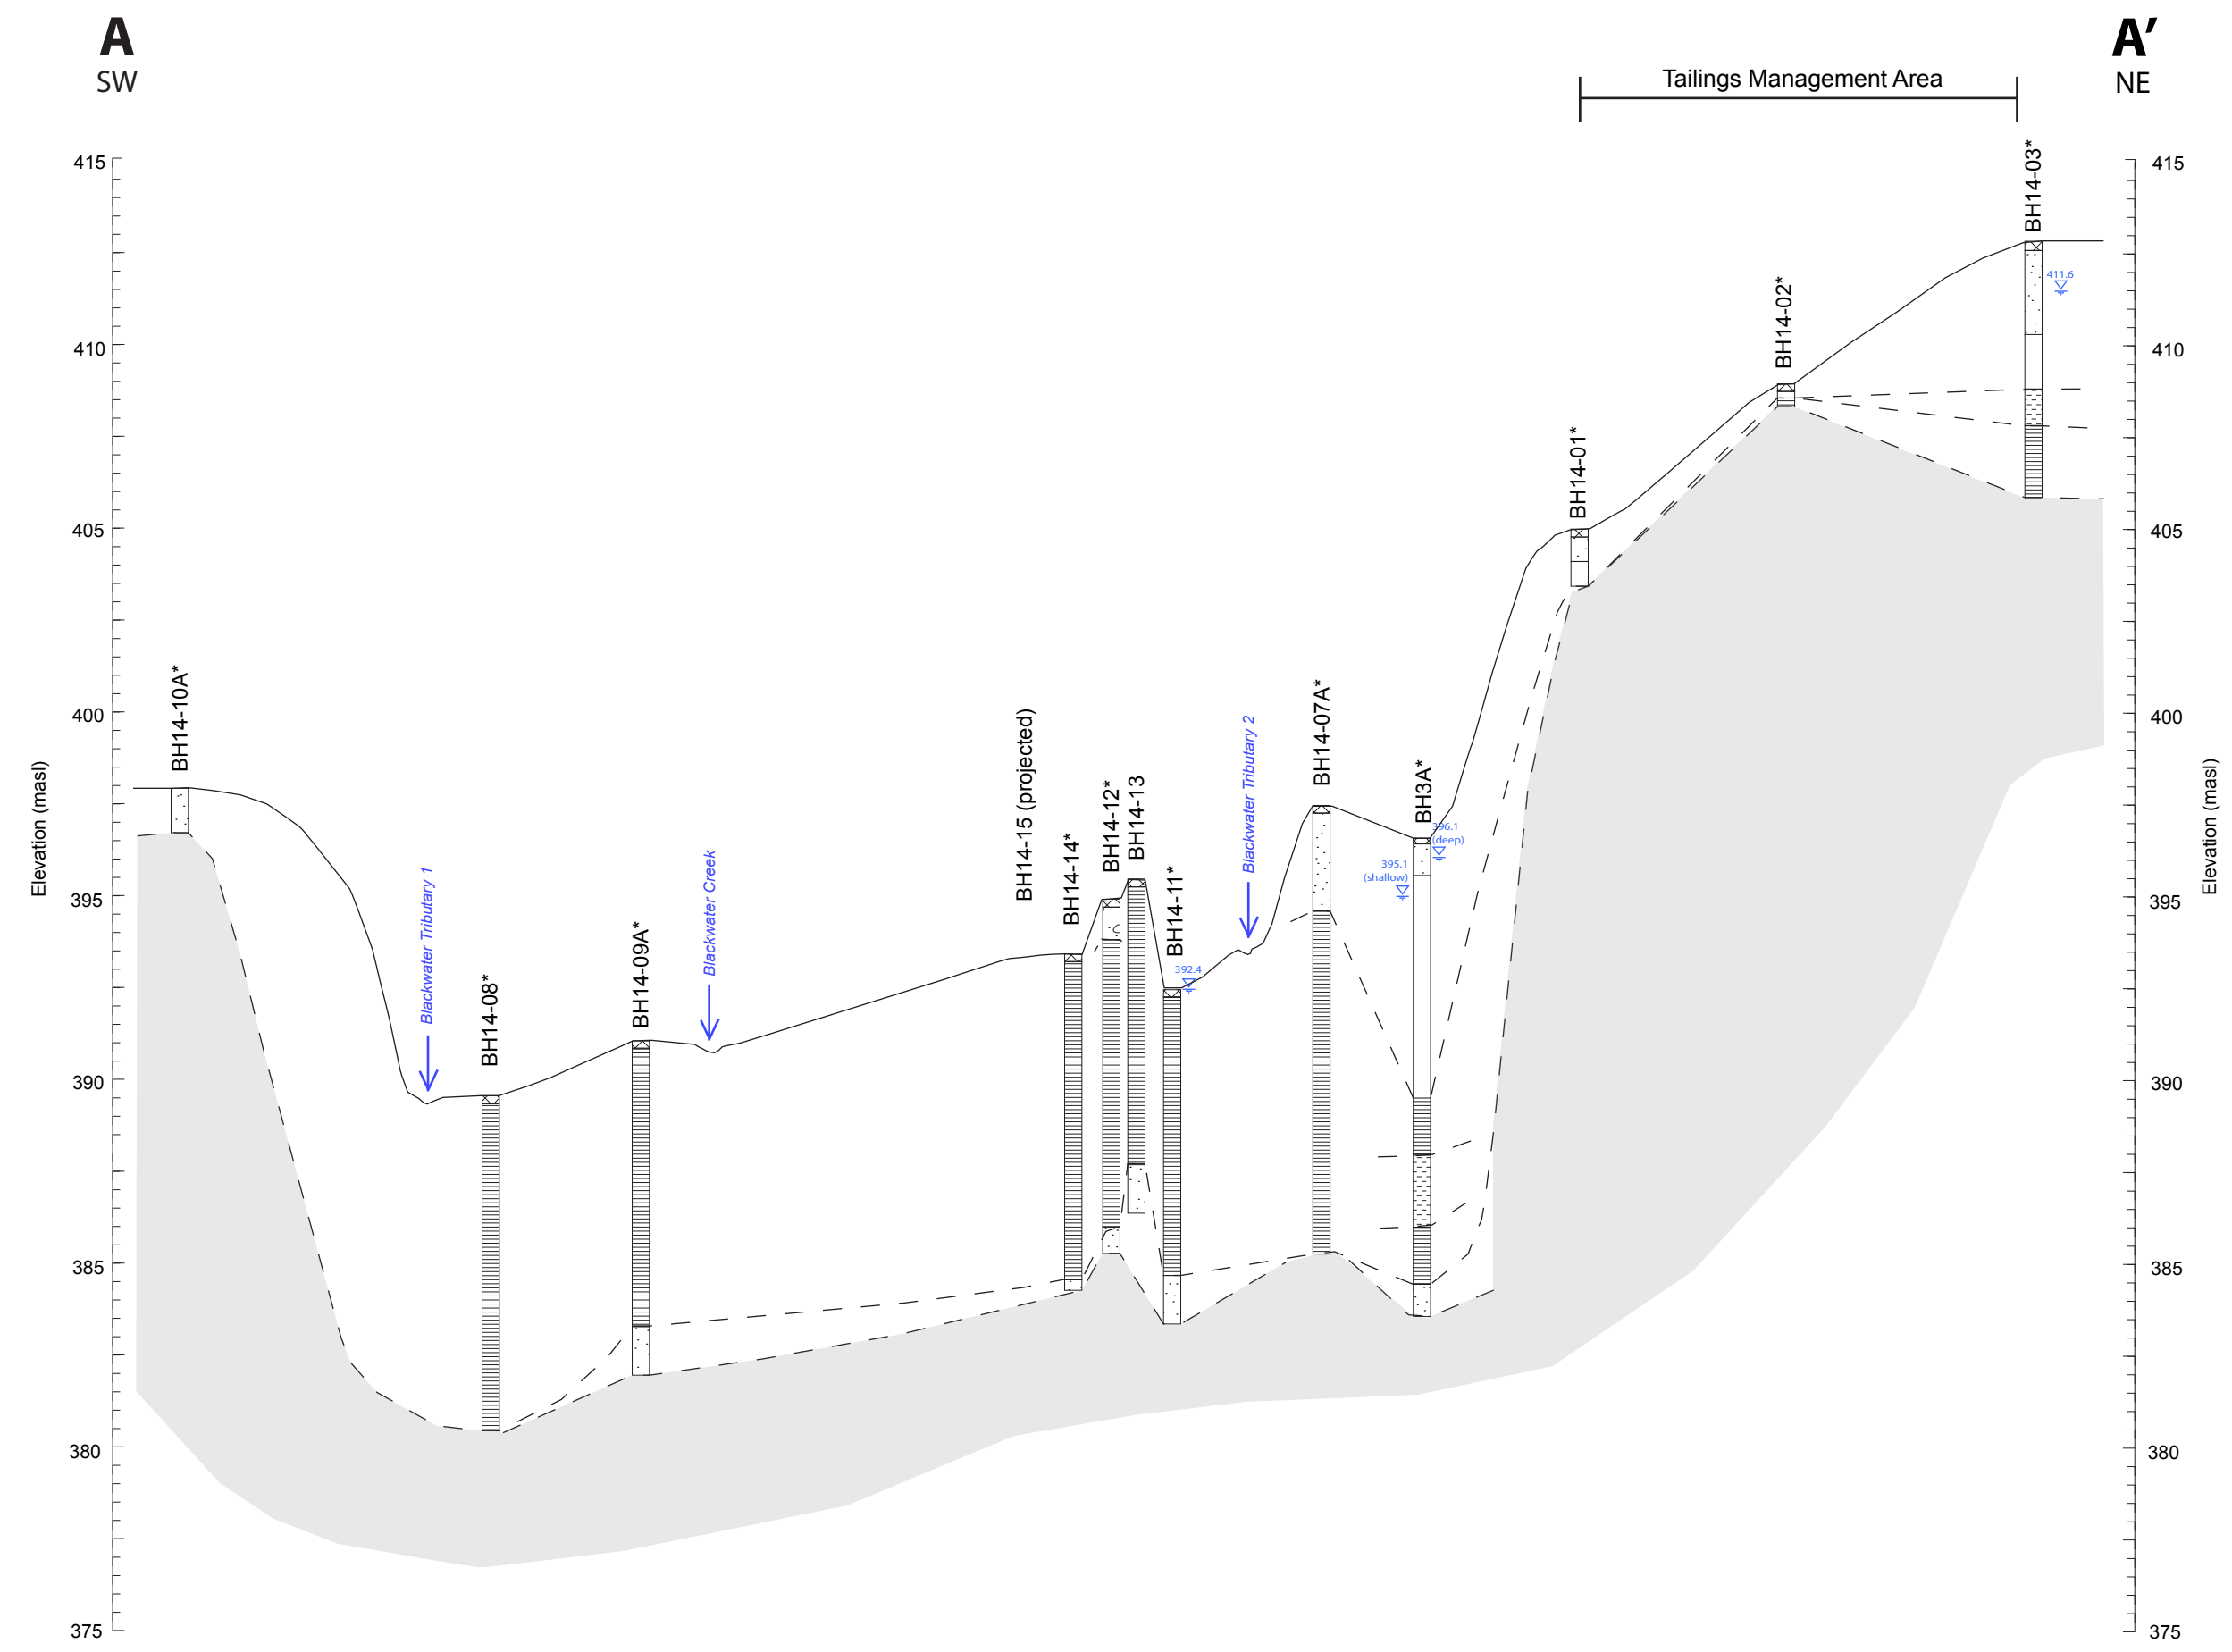 A
SW
A’
NE
Tailings Management Area
415
410
405
400
395
390
385
380
375
Elevation (masl)
BH14-10A*
Blackwater Tributary 1
BH14-08*
BH14-09A*
Blackwater Creek
BH14-15 (projected)
BH14-14*
BH14-12*
BH14-13
BH14-11*
392.4
Blackwater Tributary 2
BH14-07A*
BH3A*
396.1
(deep)
395.1
(shallow)
BH14-01*
BH14-02*
BH14-03*
411.6
415
410
405
400
395
390
385
380
375
Elevation (masl)